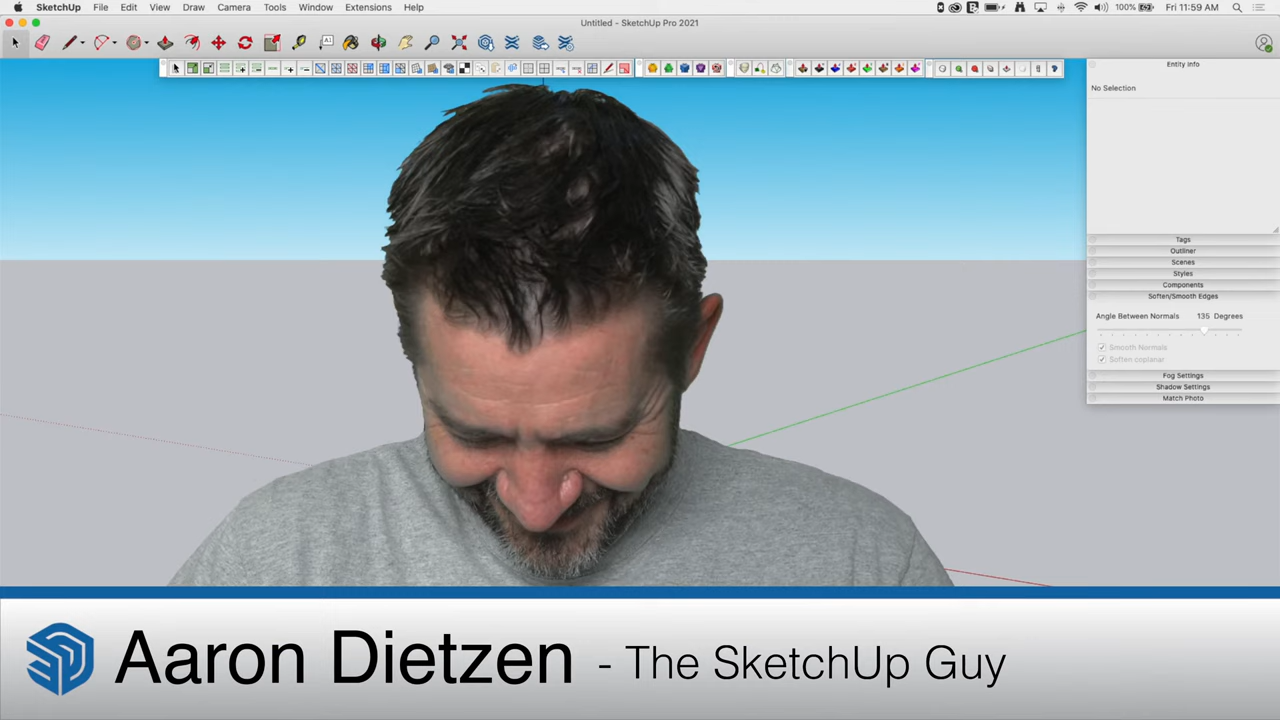 SketchUp File Edit View Draw Camera Tools Window Extensions Help 100% Fri 11:59 AM
Untitled - SketchUp Pro 2021
A1
Entity Info
No Selection
Tags
Outliner
Scenes
Styles
Components
Soften/Smooth Edges
Angle Between Normals 135 Degrees
Smooth Normals
Soften coplanar
Fog Settings
Shadow Settings
Match Photo
Aaron Dietzen - The SketchUp Guy